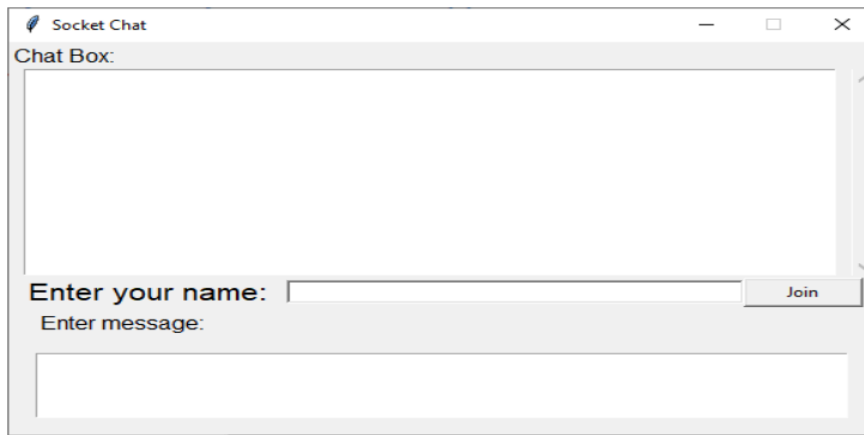 Socket Chat
Chat Box:
Enter your name:
Join
Enter message: